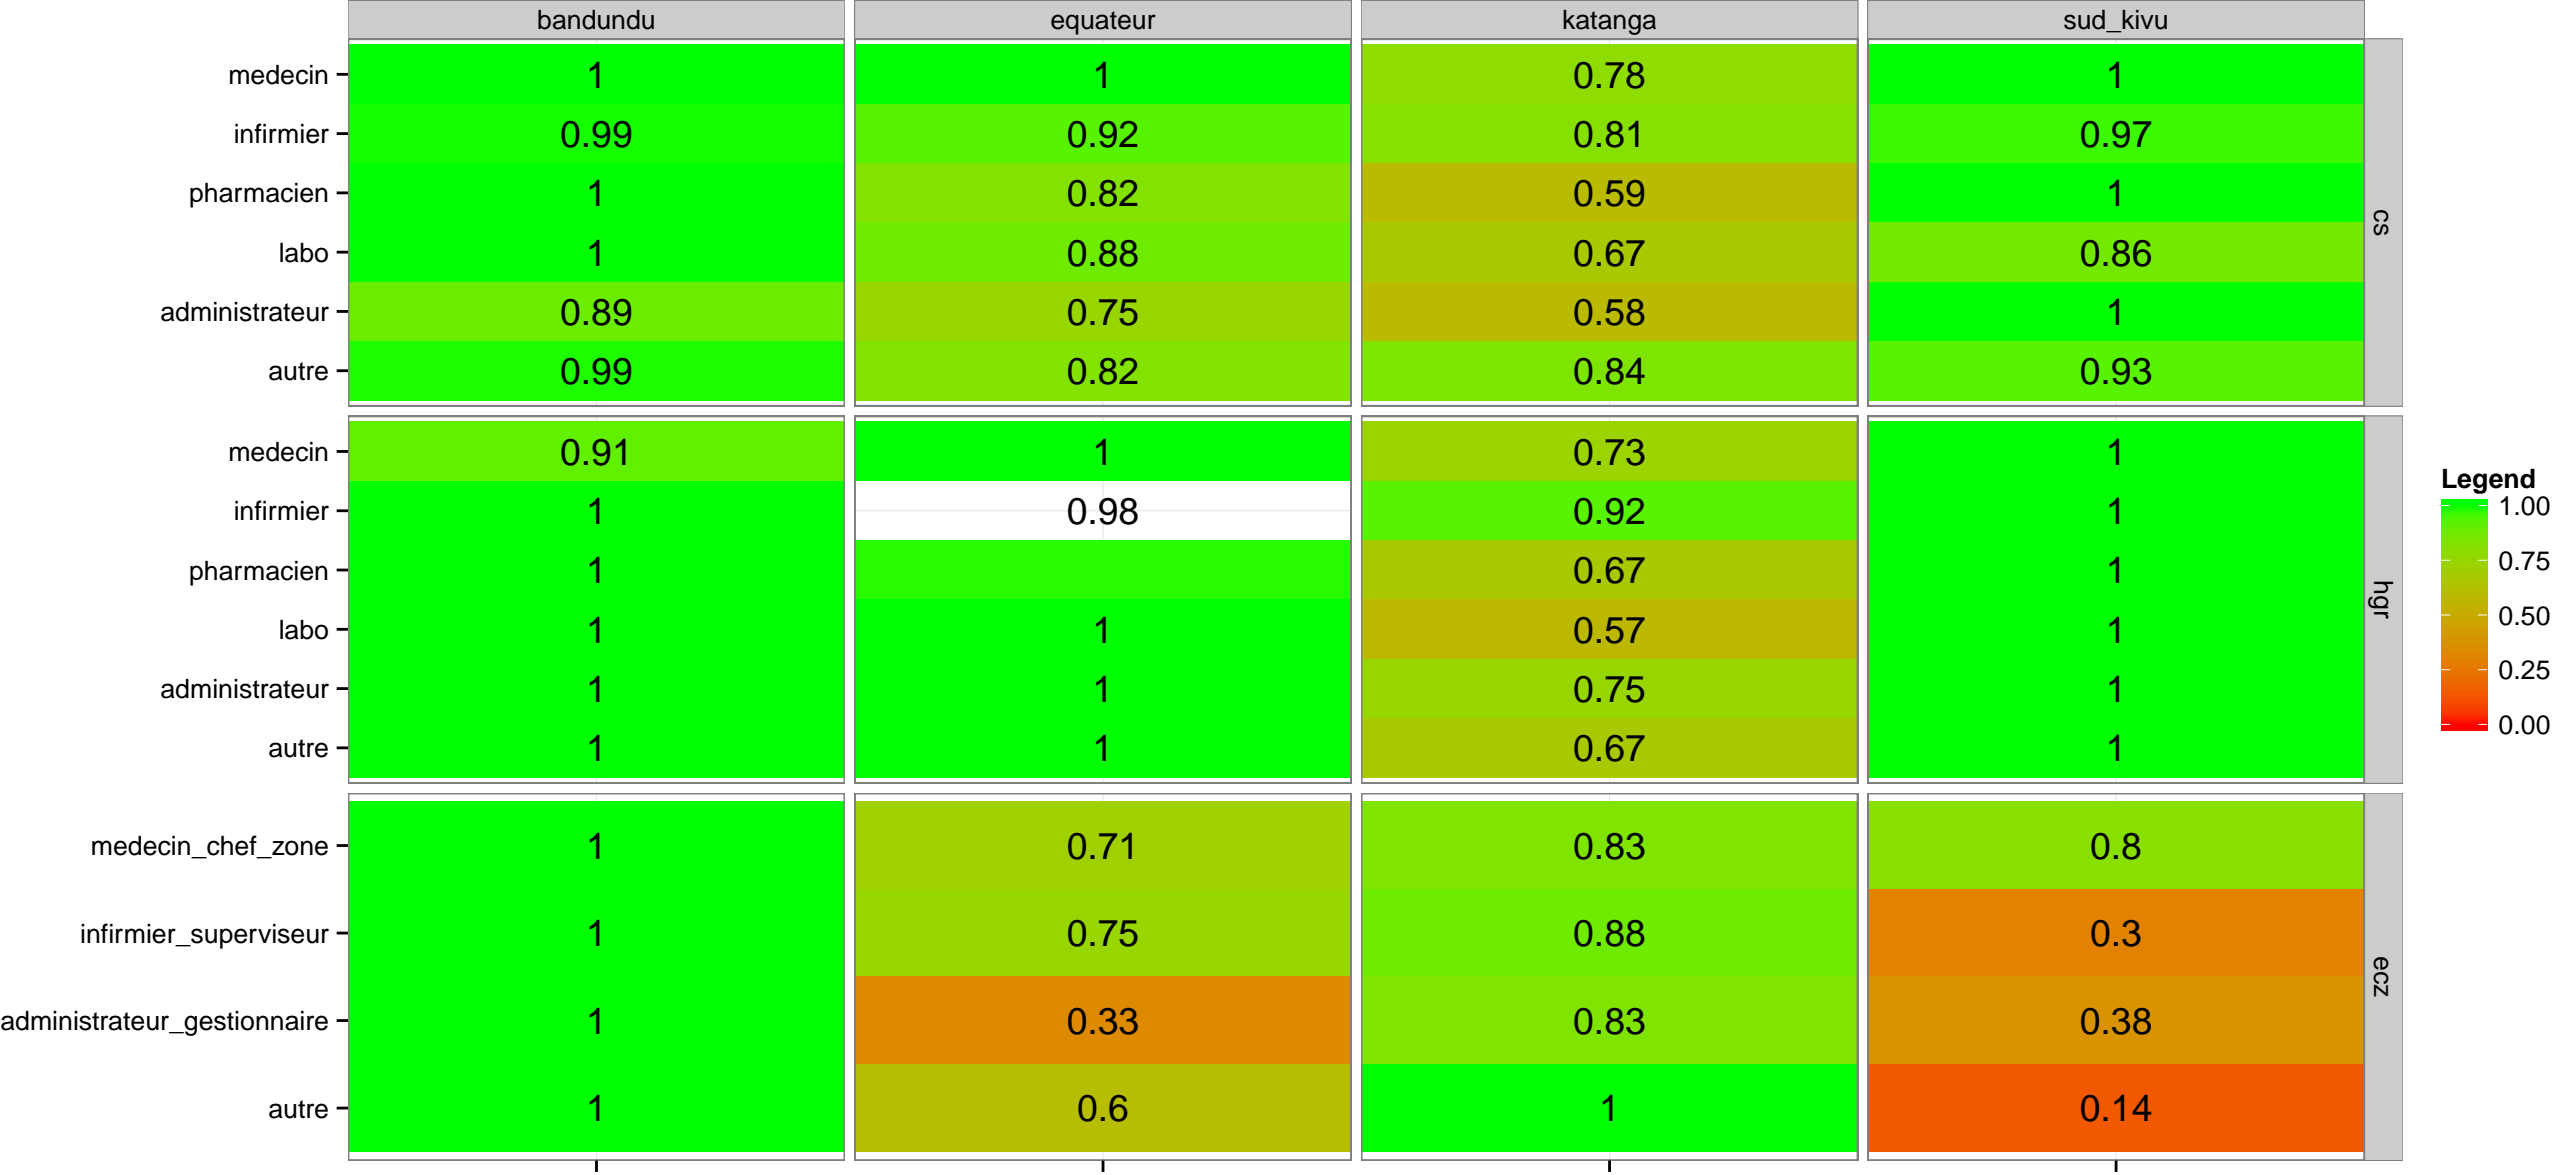 bandundu equateur katanga sud_kivu
medecin 1 1 0.78 1
infirmier 0.99 0.92 0.81 0.97
pharmacien 1 0.82 0.59 1
labo 1 0.88 0.67 0.86
administrateur 0.89 0.75 0.58 1
autre 0.99 0.82 0.84 0.93
cs
medecin 0.91 1 0.73 1
infirmier 1 0.98 0.92 1
pharmacien 1 0.67 1
labo 1 1 0.57 1
administrateur 1 1 0.75 1
autre 1 1 0.67 1
hgr
medecin_chef_zone 1 0.71 0.83 0.8
infirmier_superviseur 1 0.75 0.88 0.3
administrateur_gestionnaire 1 0.33 0.83 0.38
autre 1 0.6 1 0.14
ecz
Legend
1.00
0.75
0.50
0.25
0.00